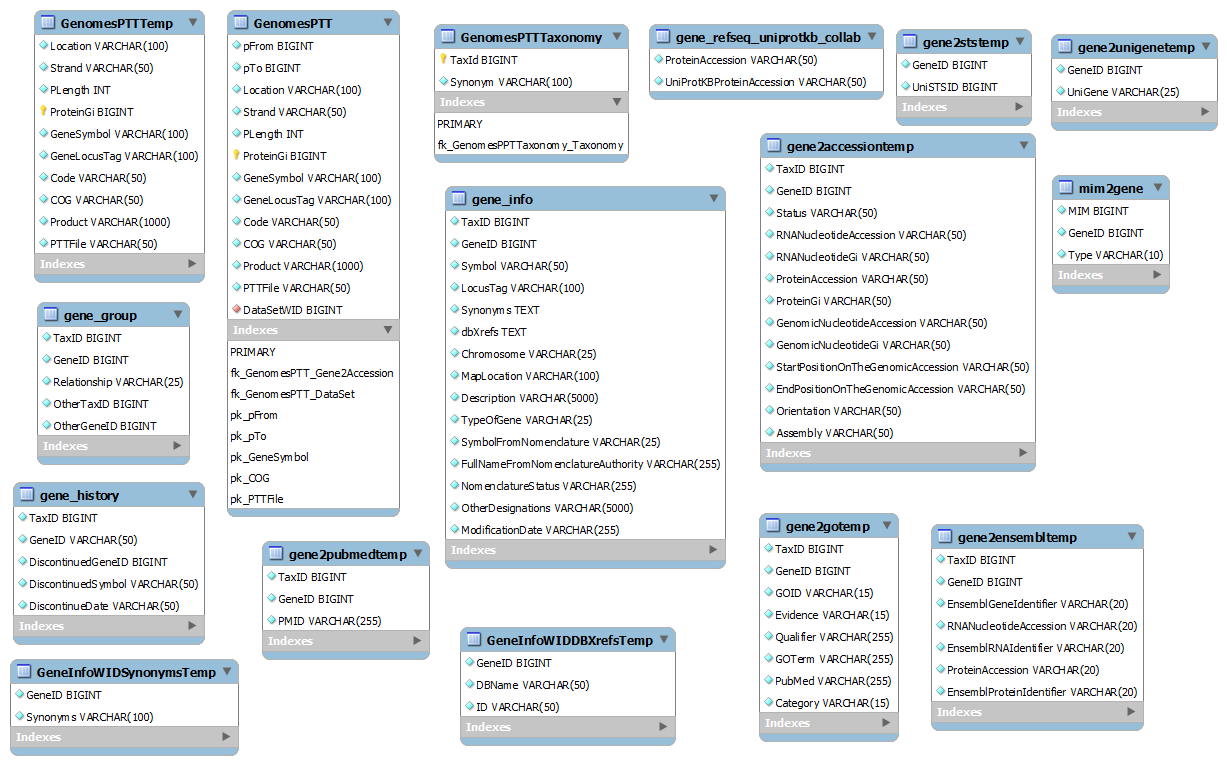 GenomesPTTTemp
Location VARCHAR(100)
Strand VARCHAR(50)
PLength INT
ProteinGi BIGINT
GeneSymbol VARCHAR(100)
GeneLocusTag VARCHAR(100)
Code VARCHAR(50)
COG VARCHAR(50)
Product VARCHAR(1000)
PTTFile VARCHAR(50)
Indexes
GenomesPTT
pFrom BIGINT
pTo BIGINT
Location VARCHAR(100)
Strand VARCHAR(50)
PLength INT
ProteinGi BIGINT
GeneSymbol VARCHAR(100)
GeneLocusTag VARCHAR(100)
Code VARCHAR(50)
COG VARCHAR(50)
Product VARCHAR(1000)
PTTFile VARCHAR(50)
DataSetWID BIGINT
Indexes
PRIMARY
fk_GenomesPTT_Gene2Accession
fk_GenomesPTT_DataSet
pk_pFrom
pk_pTo
pk_GeneSymbol
pk_COG
pk_PTTFile
GenomesPTTTaxonomy
TaxId BIGINT
Synonym VARCHAR(100)
Indexes
PRIMARY
fk_GenomesPPTTaxonomy_Taxonomy
gene_refseq_uniprotkb_collab
ProteinAccession VARCHAR(50)
UniProtKBProteinAccession VARCHAR(50)
gene2ststemp
GeneID BIGINT
UniSTSID BIGINT
Indexes
gene2unigenetemp
GeneID BIGINT
UniGene VARCHAR(25)
Indexes
gene2accessiontemp
TaxID BIGINT
GeneID BIGINT
Status VARCHAR(50)
RNANucleotideAccession VARCHAR(50)
RNANucleotideGi VARCHAR(50)
ProteinAccession VARCHAR(50)
ProteinGi VARCHAR(50)
GenomicNucleotideAccession VARCHAR(50)
GenomicNucleotideGi VARCHAR(50)
StartPositionOnTheGenomicAccession VARCHAR(50)
EndPositionOnTheGenomicAccession VARCHAR(50)
Orientation VARCHAR(50)
Assembly VARCHAR(50)
Indexes
mim2gene
MIM BIGINT
GeneID BIGINT
Type VARCHAR(10)
Indexes
gene_info
TaxID BIGINT
GeneID BIGINT
Symbol VARCHAR(50)
LocusTag VARCHAR(100)
Synonyms TEXT
dbXrefs TEXT
Chromosome VARCHAR(25)
MapLocation VARCHAR(100)
Description VARCHAR(5000)
TypeOfGene VARCHAR(25)
SymbolFromNomenclature VARCHAR(25)
FullNameFromNomenclatureAuthority VARCHAR(255)
NomenclatureStatus VARCHAR(255)
OtherDesignations VARCHAR(5000)
ModificationDate VARCHAR(255)
Indexes
gene_group
TaxID BIGINT
GeneID BIGINT
Relationship VARCHAR(25)
OtherTaxID BIGINT
OtherGeneID BIGINT
Indexes
gene_history
TaxID BIGINT
GeneID VARCHAR(50)
DiscontinuedGeneID BIGINT
DiscontinuedSymbol VARCHAR(50)
DiscontinueDate VARCHAR(50)
Indexes
gene2pubmedtemp
TaxID BIGINT
GeneID BIGINT
PMID VARCHAR(255)
Indexes
GeneInfoWIDSynonymsTemp
GeneID BIGINT
Synonyms VARCHAR(100)
Indexes
GeneInfoWIDDBXrefsTemp
GeneID BIGINT
DBName VARCHAR(50)
ID VARCHAR(50)
Indexes
gene2gotemp
TaxID BIGINT
GeneID BIGINT
GOID VARCHAR(15)
Evidence VARCHAR(15)
Qualifier VARCHAR(255)
GOTerm VARCHAR(255)
PubMed VARCHAR(255)
Category VARCHAR(15)
Indexes
gene2ensembltemp
TaxID BIGINT
GeneID BIGINT
EnsemblGeneIdentifier VARCHAR(20)
RNANucleotideAccession VARCHAR(20)
EnsemblRNAIdentifier VARCHAR(20)
ProteinAccession VARCHAR(20)
EnsemblProteinIdentifier VARCHAR(20)
Indexes